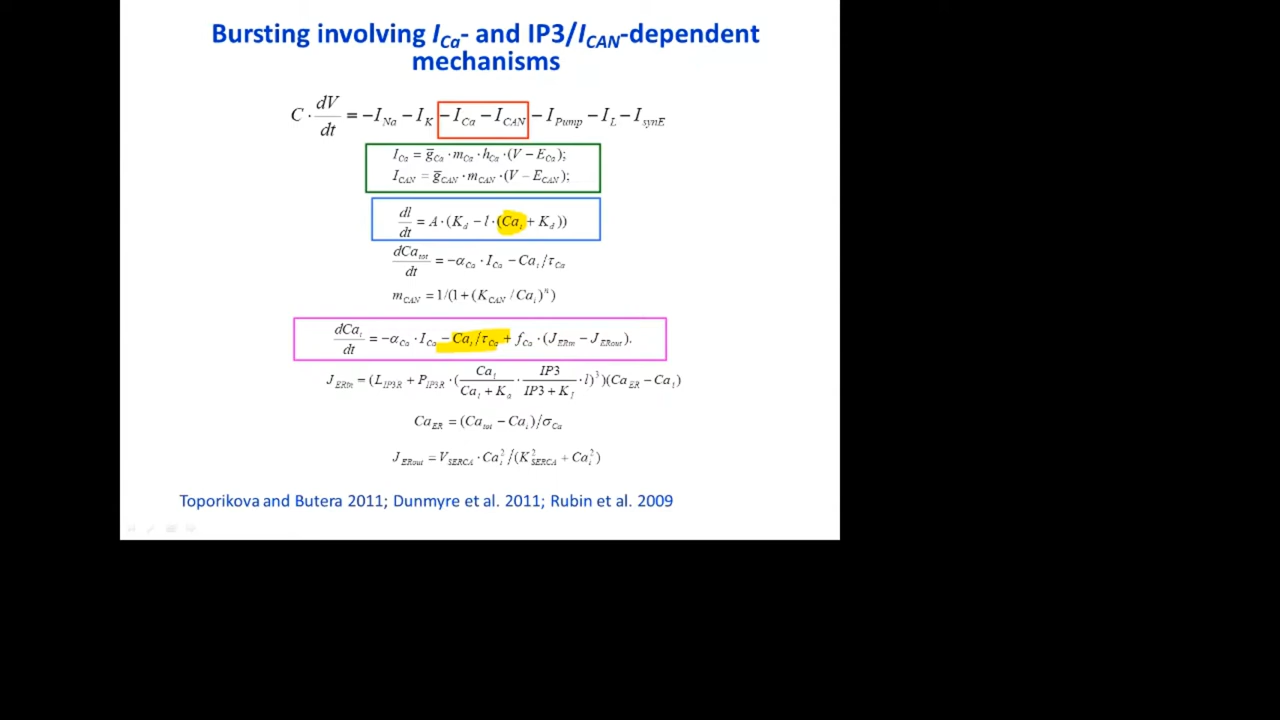 Bursting involving I_Ca- and IP3/I_CAN-dependent
mechanisms
C · dV/dt = −I_Na − I_K − I_Ca − I_CAN − I_Pump − I_L − I_synE
I_Ca = g̅_Ca · m_Ca · h_Ca · (V − E_Ca);
I_CAN = g̅_CAN · m_CAN · (V − E_CAN);
dl/dt = A · (K_d − l · (Ca_i + K_d))
dCa_tot/dt = −α_Ca · I_Ca − Ca_i/τ_Ca
m_CAN = 1/(1 + (K_CAN/Ca_i)^n)
dCa_i/dt = −α_Ca · I_Ca − Ca_i/τ_Ca + f_Ca · (J_ERin − J_ERout).
J_ERin = (L_IP3R + P_IP3R · (Ca_i/(Ca_i + K_a) · IP3/(IP3 + K_I) · l)^3)(Ca_ER − Ca_i)
Ca_ER = (Ca_tot − Ca_i)/σ_Ca
J_ERout = V_SERCA · Ca_i^2/(K_SERCA^2 + Ca_i^2)
Toporikova and Butera 2011; Dunmyre et al. 2011; Rubin et al. 2009